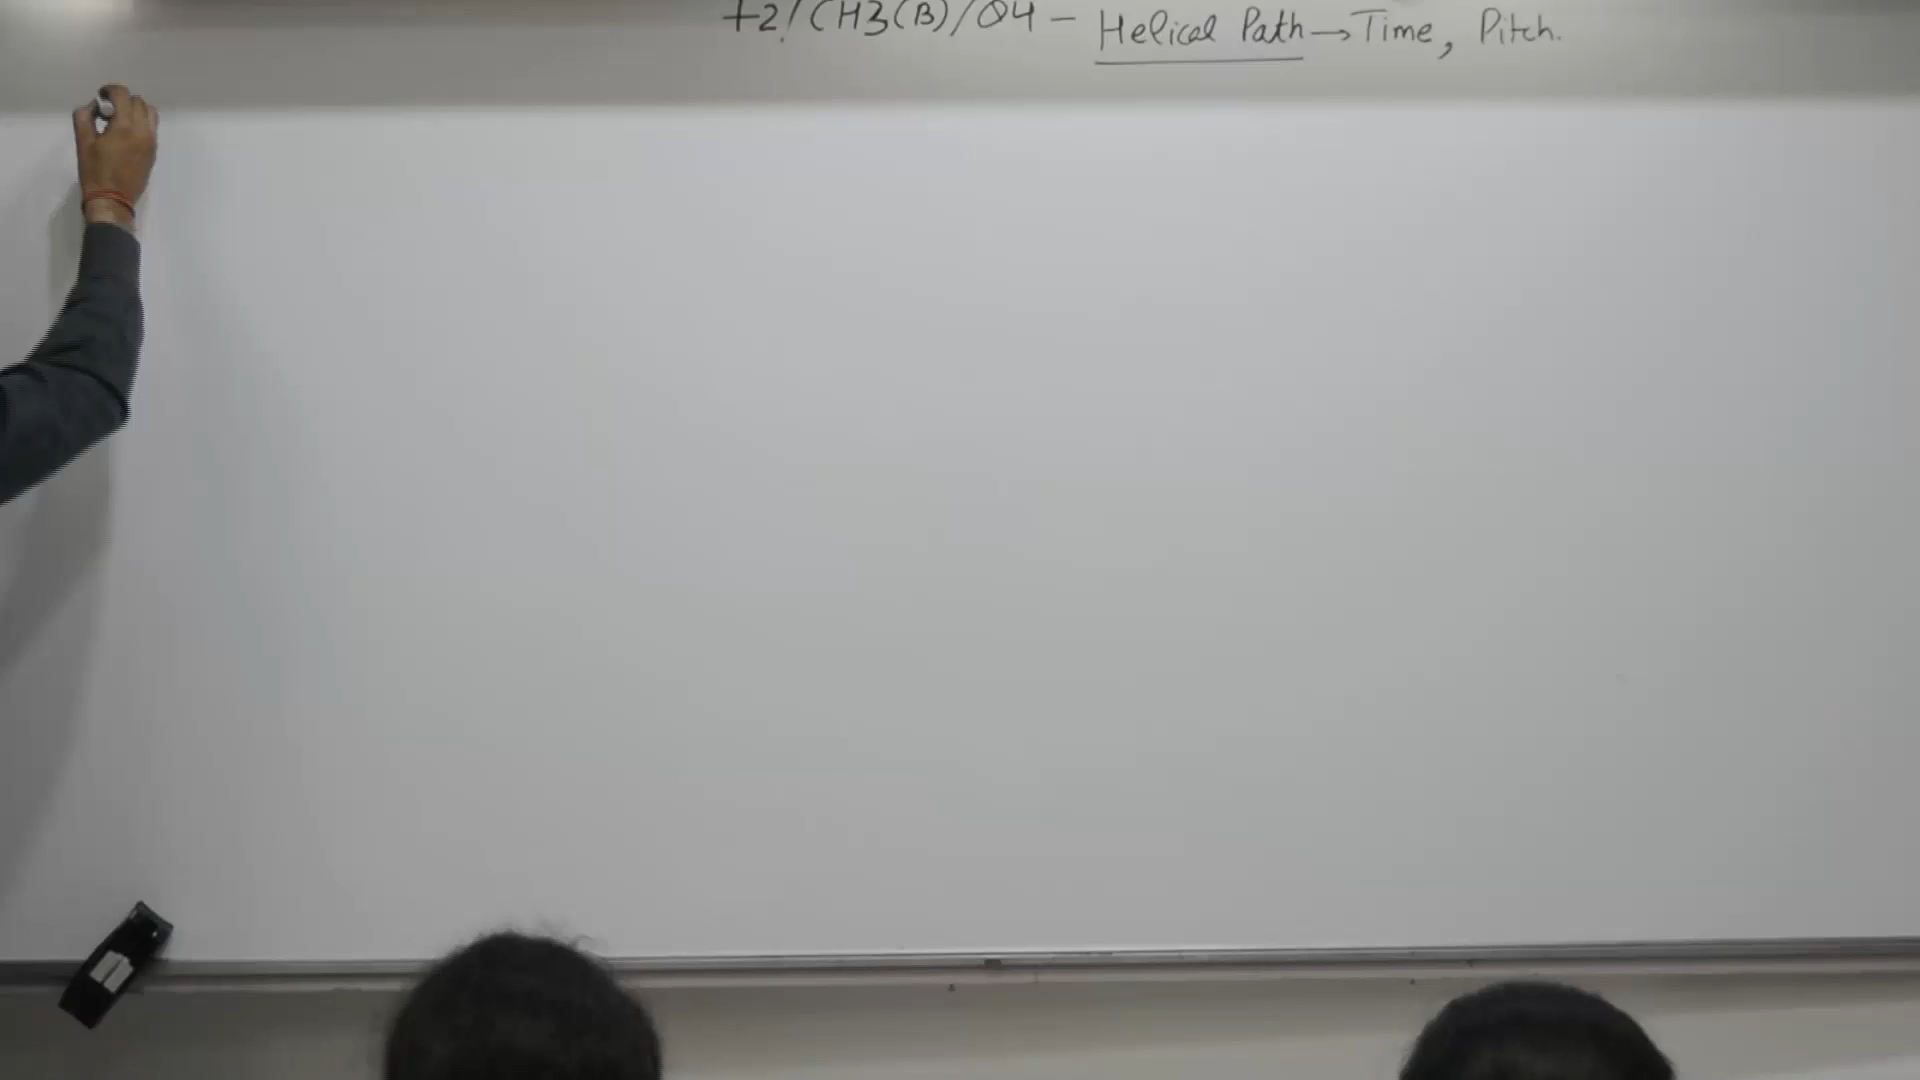 +2/CH3(B)/Q4 - Helical Path → Time, Pitch.